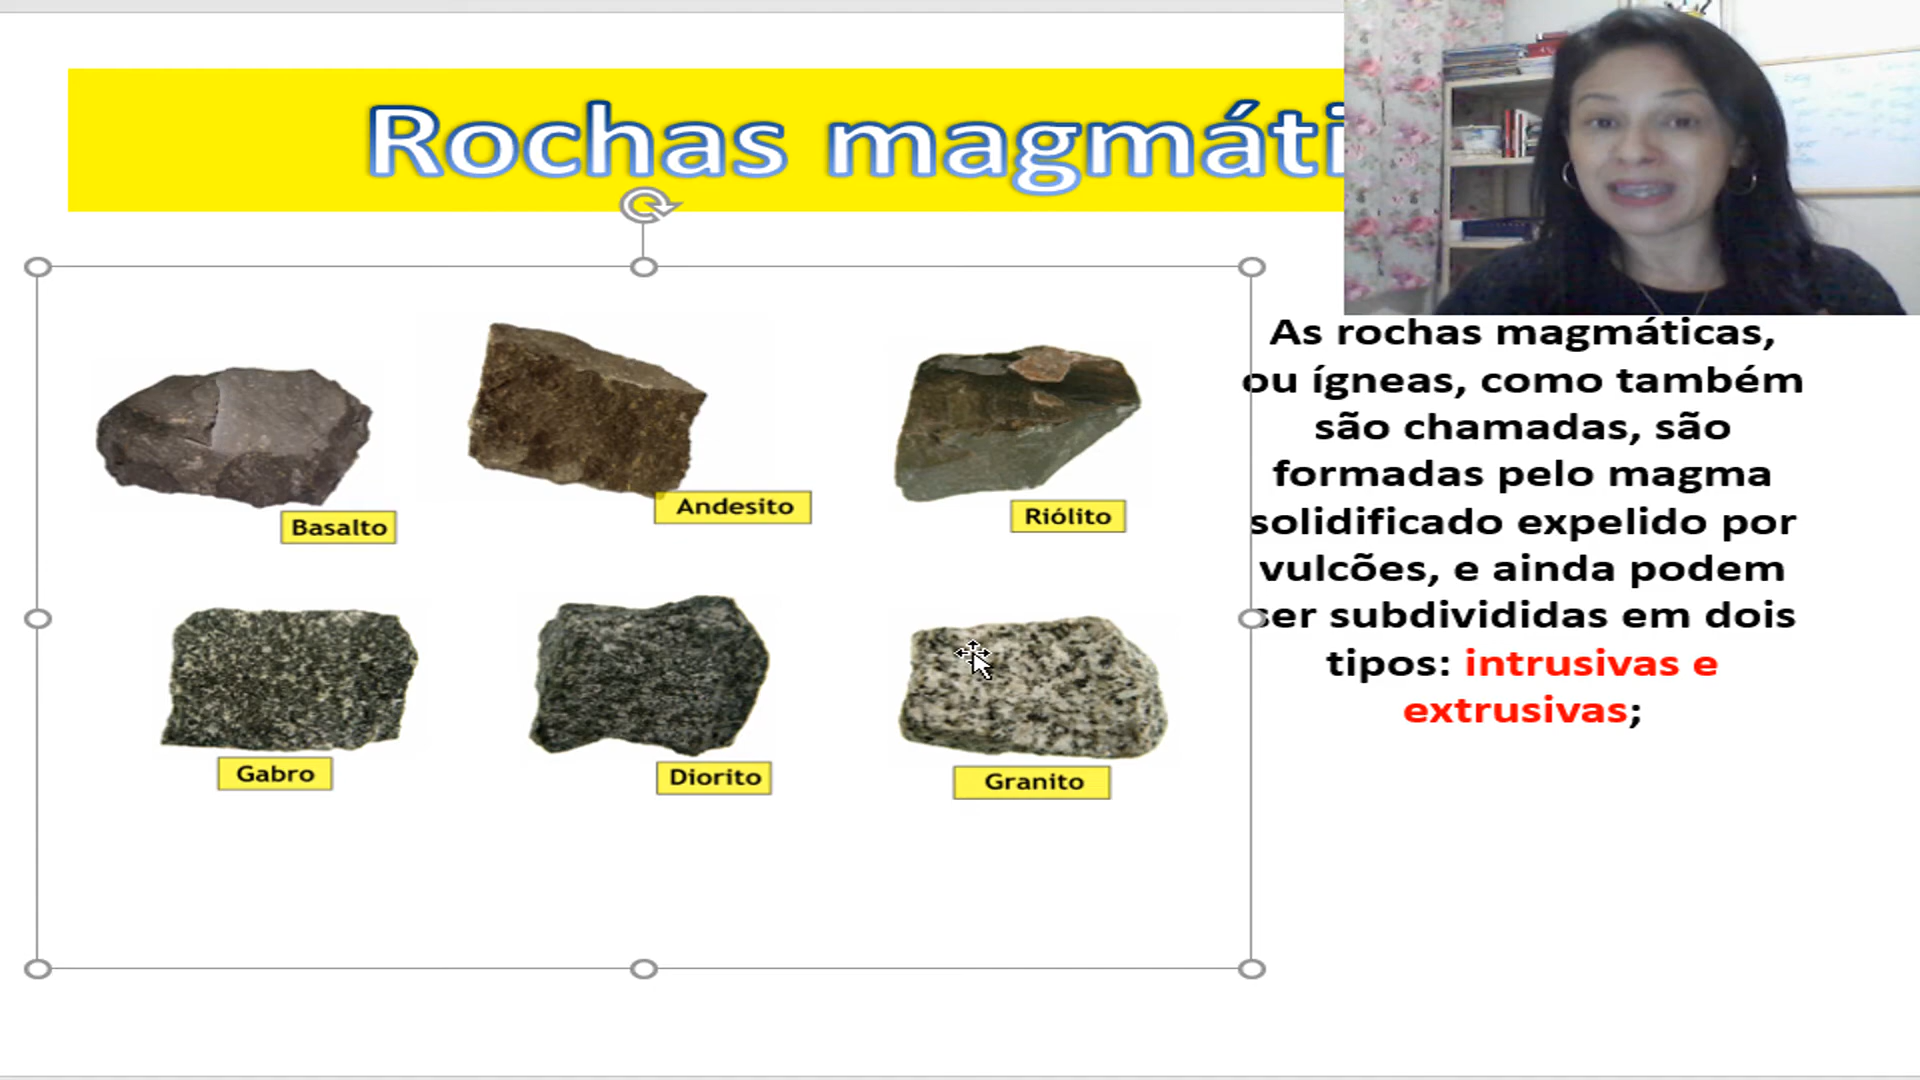 Rochas magmáti
As rochas magmáticas,
ou ígneas, como também
são chamadas, são
formadas pelo magma
solidificado expelido por
vulcões, e ainda podem
ser subdivididas em dois
tipos: intrusivas e
extrusivas;
Basalto
Andesito
Riólito
Gabro
Diorito
Granito